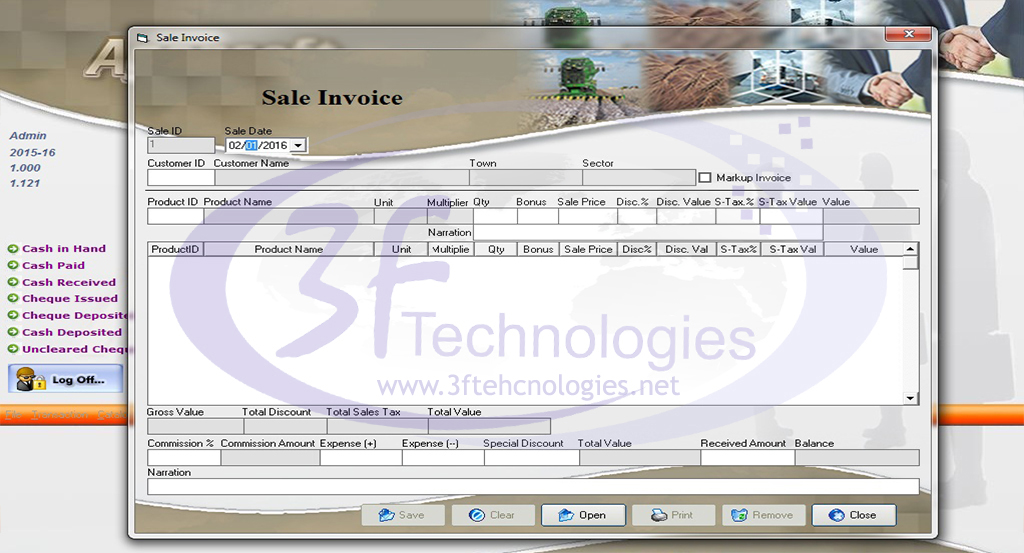 Sale Invoice
Sale Invoice
Sale ID Sale Date
1 02/01/2016
Customer ID Customer Name Town Sector
Markup Invoice
Product ID Product Name Unit Multiplier Qty Bonus Sale Price Disc.% Disc. Value S-Tax.% S-Tax Value Value
Narration
ProductID Product Name Unit Multiplie Qty Bonus Sale Price Disc% Disc. Val S-Tax% S-Tax Val Value
3f Technologies
www.3ftehcnologies.net
Gross Value Total Discount Total Sales Tax Total Value
Commission % Commission Amount Expense (+) Expense (--) Special Discount Total Value Received Amount Balance
Narration
Save Clear Open Print Remove Close
Admin
2015-16
1.000
1.121
Cash in Hand
Cash Paid
Cash Received
Cheque Issued
Cheque Deposite
Cash Deposited
Uncleared Chequ
Log Off...